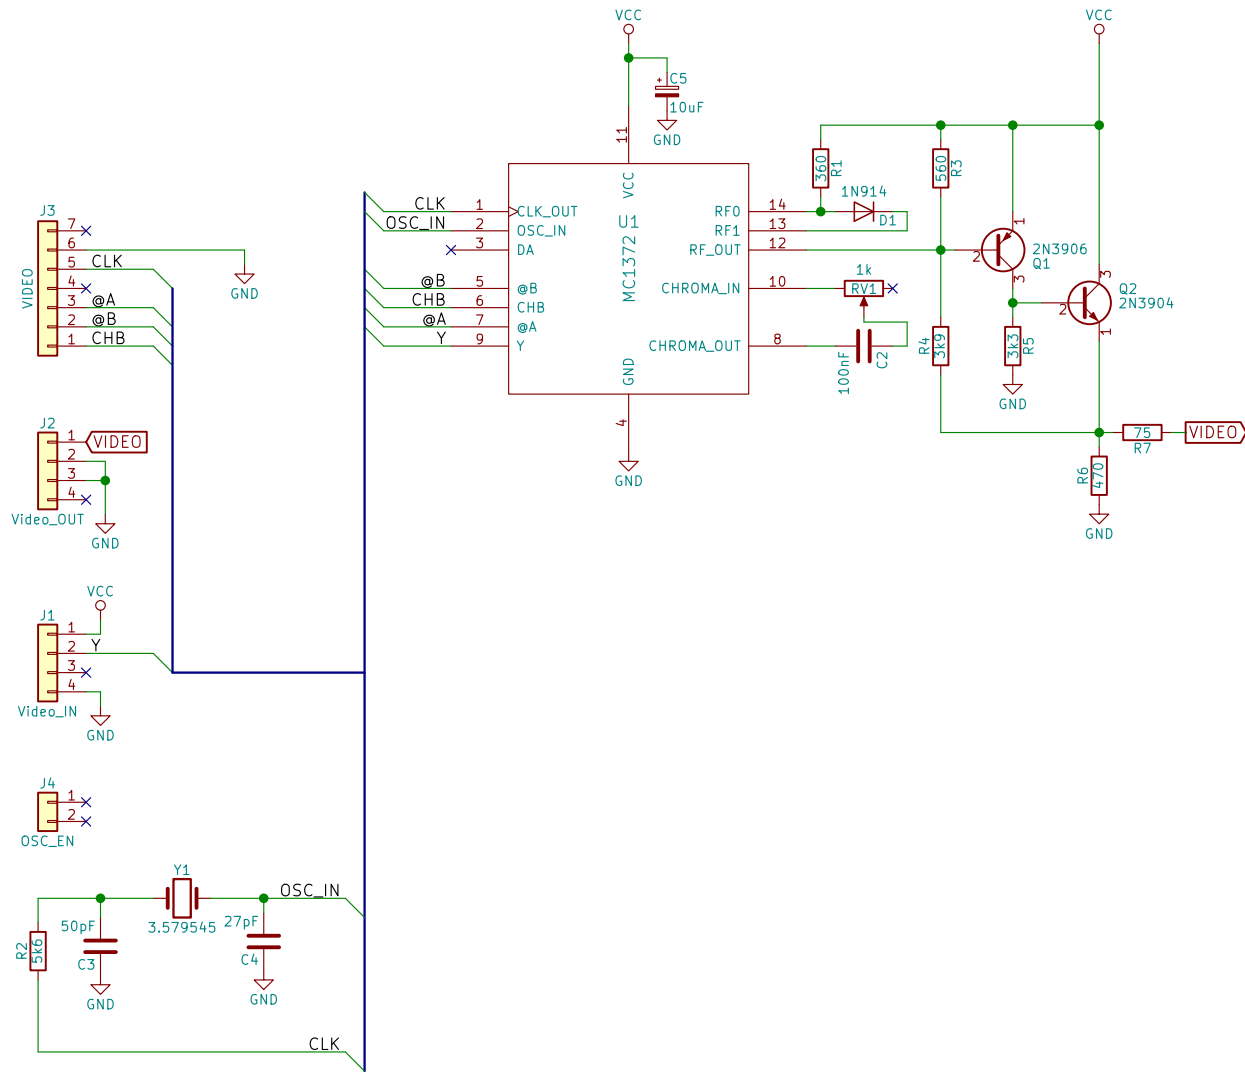 VCC
VCC
C5
+
10uF
GND
11
VCC
360
R1
560
R3
1N914
D1
J3
7
6
5
CLK
4
3
@A
2
@B
1
CHB
VIDEO
GND
CLK
1
CLK_OUT
OSC_IN
2
OSC_IN
3
DA
@B
5
@B
CHB
6
CHB
@A
7
@A
Y
9
Y
U1
MC1372
RF0
14
RF1
13
RF_OUT
12
CHROMA_IN
10
CHROMA_OUT
8
GND
4
GND
1k
RV1
100nF
C2
1
2
3
2N3906
Q1
3
2
1
Q2
2N3904
R4
3k9
3k3
R5
GND
75
R7
VIDEO
R6
470
GND
J2
1
VIDEO
2
3
4
Video_OUT
GND
VCC
J1
1
2
Y
3
4
Video_IN
GND
J4
1
2
OSC_EN
Y1
3.579545
OSC_IN
50pF
C3
GND
27pF
C4
GND
R2
5k6
CLK